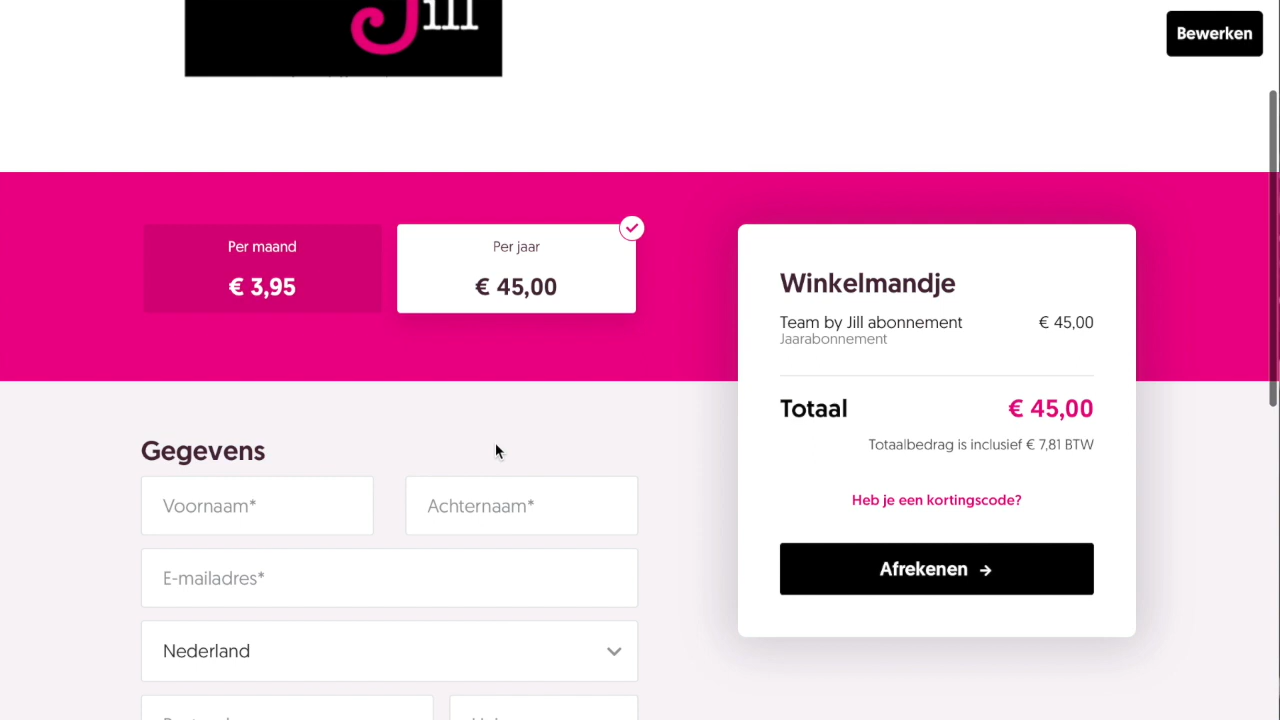 Jill
Bewerken
Per maand
€ 3,95
Per jaar
€ 45,00
Winkelmandje
Team by Jill abonnement € 45,00
Jaarabonnement
Totaal € 45,00
Totaalbedrag is inclusief € 7,81 BTW
Heb je een kortingscode?
Afrekenen →
Gegevens
Voornaam* Achternaam*
E-mailadres*
Nederland